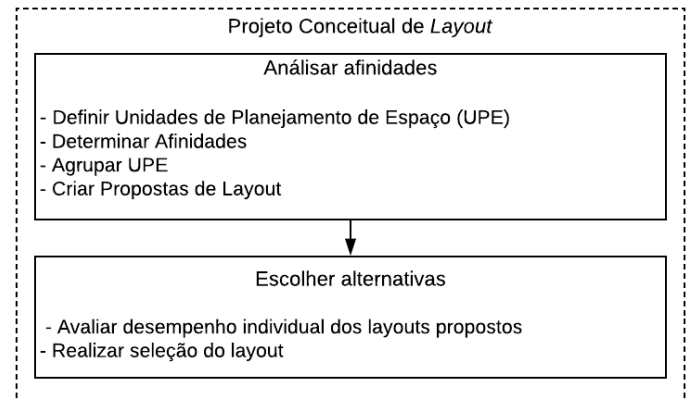 Projeto Conceitual de Layout
Análisar afinidades
- Definir Unidades de Planejamento de Espaço (UPE)
- Determinar Afinidades
- Agrupar UPE
- Criar Propostas de Layout
Escolher alternativas
- Avaliar desempenho individual dos layouts propostos
- Realizar seleção do layout